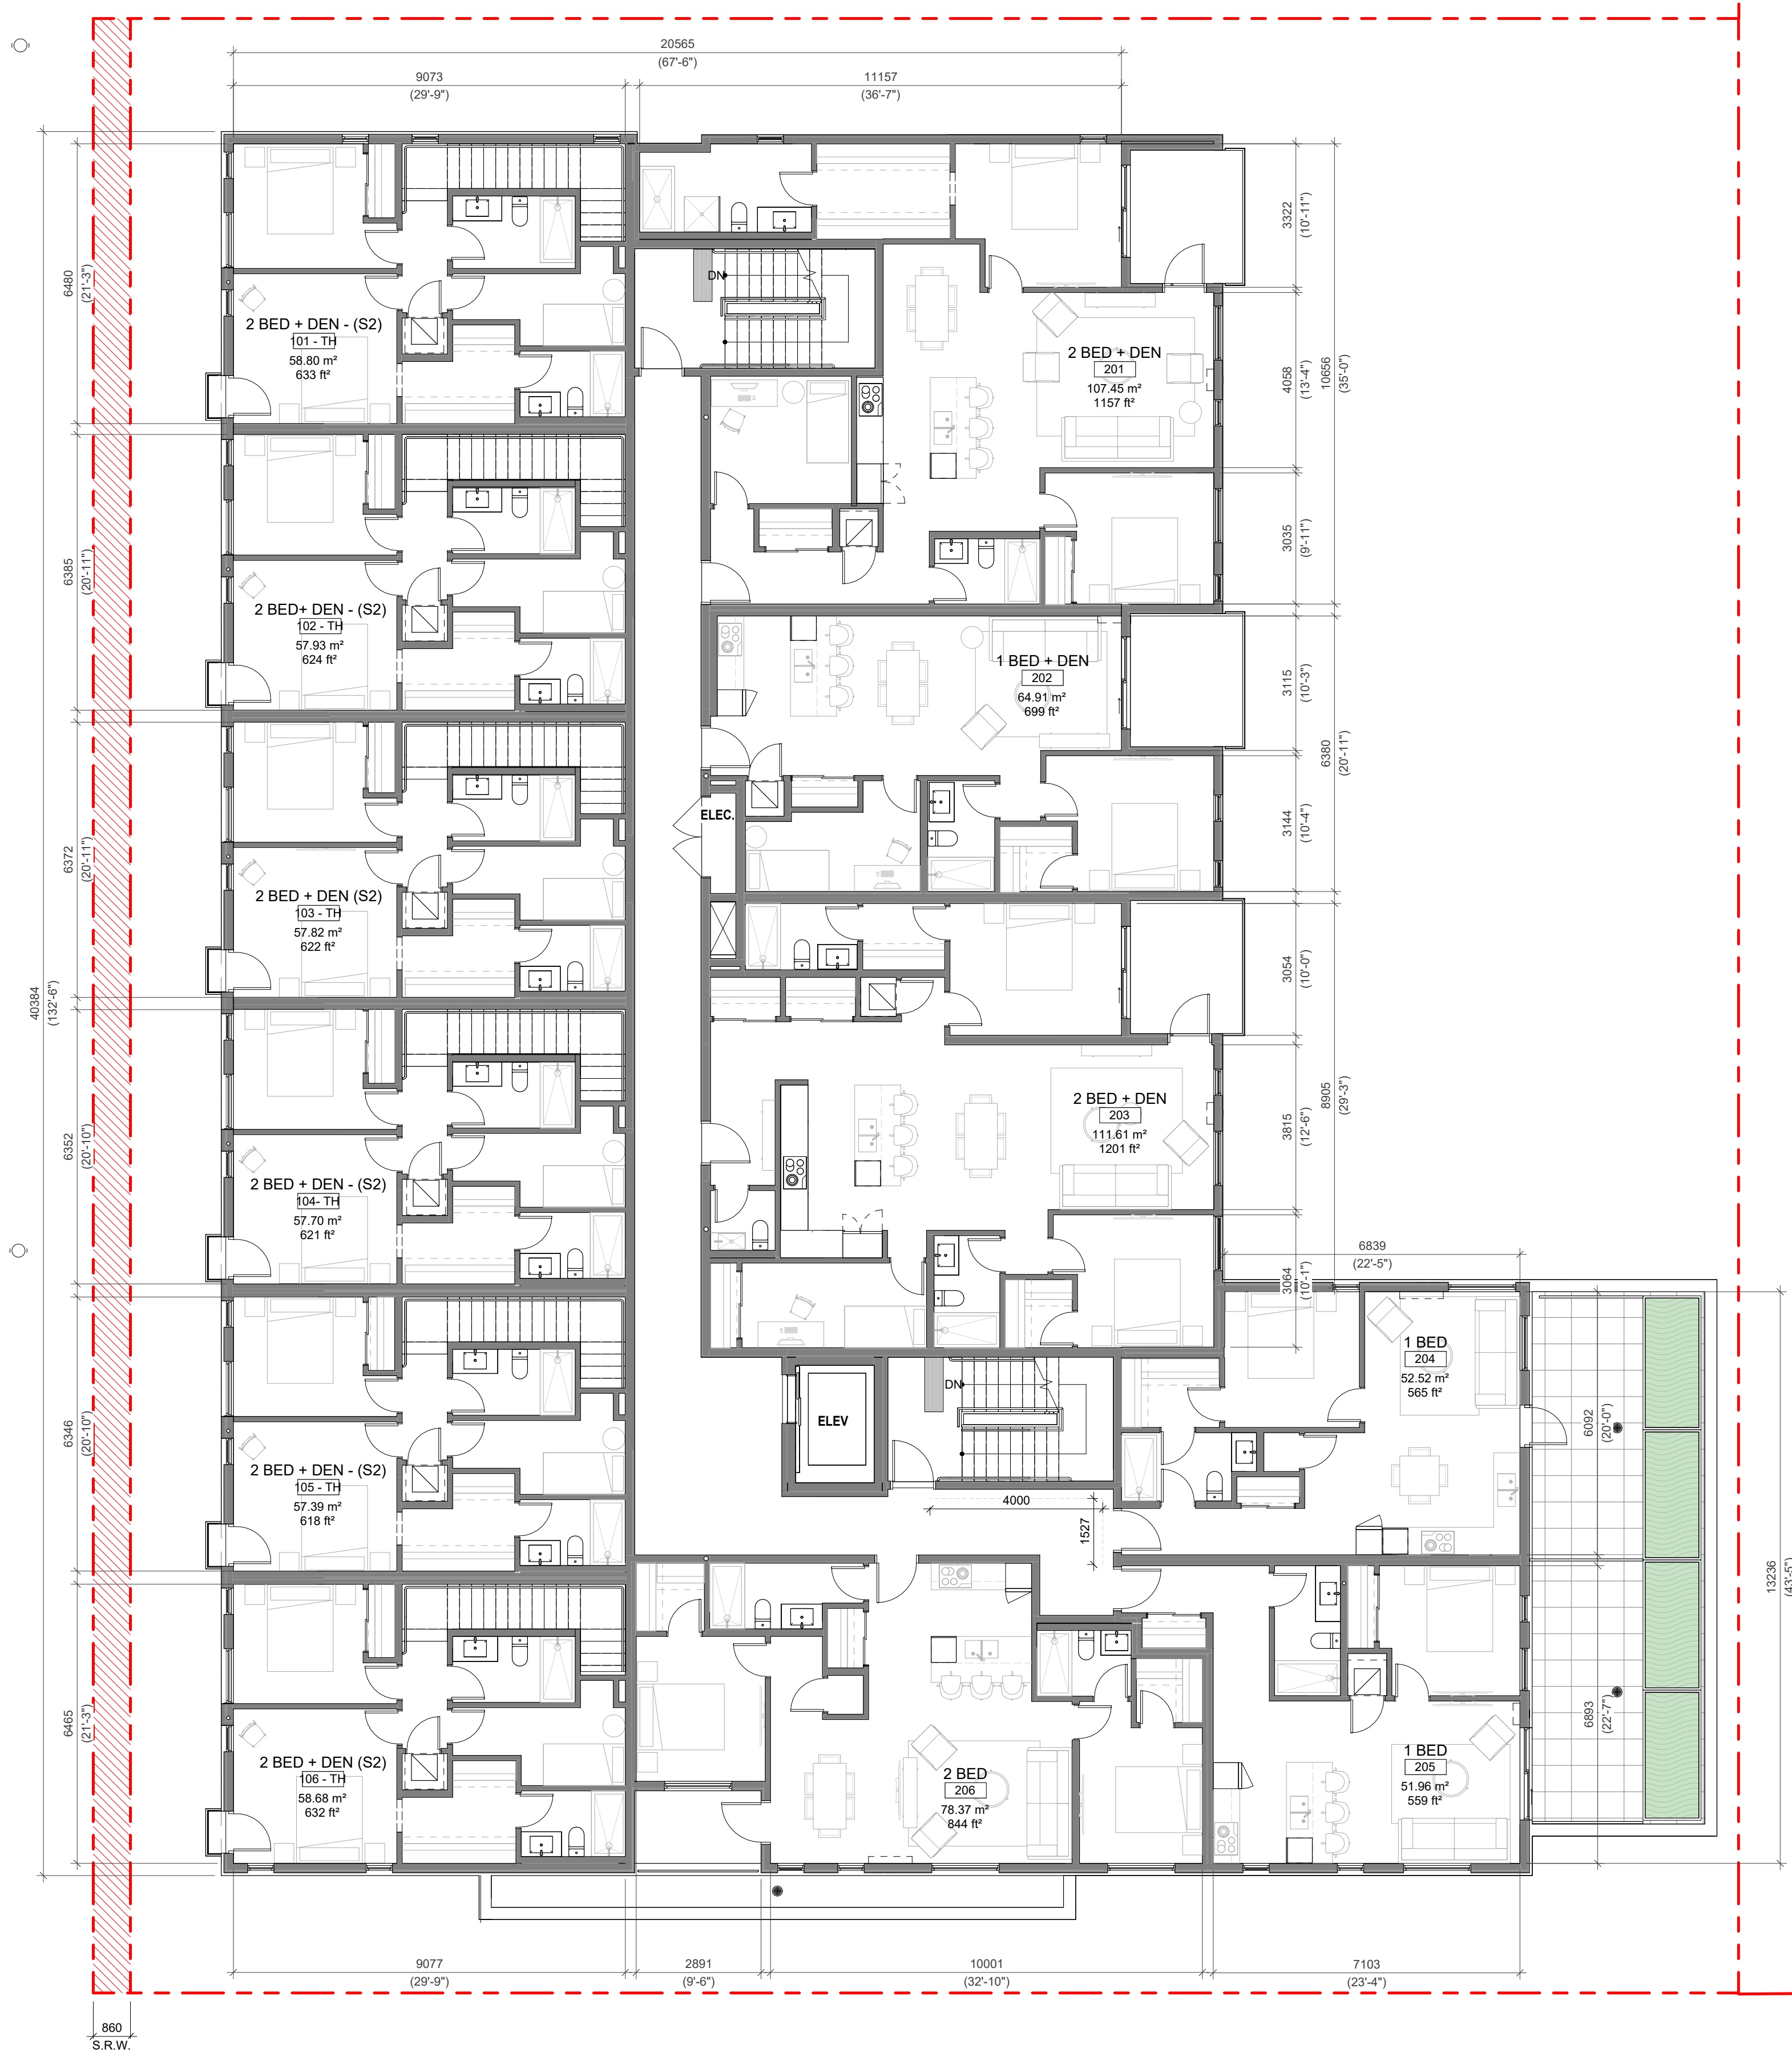 20565
(67'-6")
9073
(29'-9")
11157
(36'-7")
40384
(132'-6")
6480
(21'-3")
6385
(20'-11")
6372
(20'-11")
6352
(20'-10")
6346
(20'-10")
6465
(21'-3")
2 BED + DEN - (S2)
101 - TH
58.80 m²
633 ft²
2 BED+ DEN - (S2)
102 - TH
57.93 m²
624 ft²
2 BED + DEN (S2)
103 - TH
57.82 m²
622 ft²
2 BED + DEN - (S2)
104- TH
57.70 m²
621 ft²
2 BED + DEN - (S2)
105 - TH
57.39 m²
618 ft²
2 BED + DEN (S2)
106 - TH
58.68 m²
632 ft²
DN
2 BED + DEN
201
107.45 m²
1157 ft²
1 BED + DEN
202
64.91 m²
699 ft²
ELEC.
2 BED + DEN
203
111.61 m²
1201 ft²
ELEV
DN
4000
1527
1 BED
204
52.52 m²
565 ft²
1 BED
205
51.96 m²
559 ft²
2 BED
206
78.37 m²
844 ft²
3322
(10'-11")
4058
(13'-4")
10656
(35'-0")
3035
(9'-11")
3115
(10'-3")
6380
(20'-11")
3144
(10'-4")
3054
(10'-0")
3815
(12'-6")
8905
(29'-3")
3064
(10'-1")
6839
(22'-5")
6092
(20'-0")
6893
(22'-7")
13236
(43'-5")
9077
(29'-9")
2891
(9'-6")
10001
(32'-10")
7103
(23'-4")
860
S.R.W.